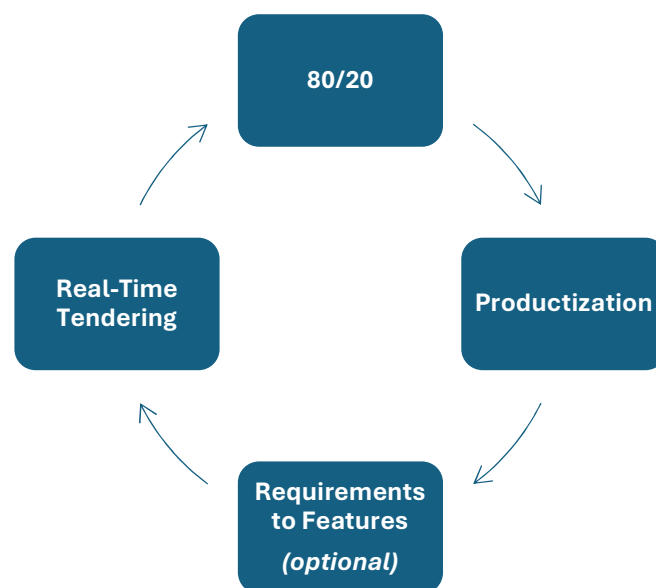 80/20
Productization
Requirements
to Features
(optional)
Real-Time
Tendering